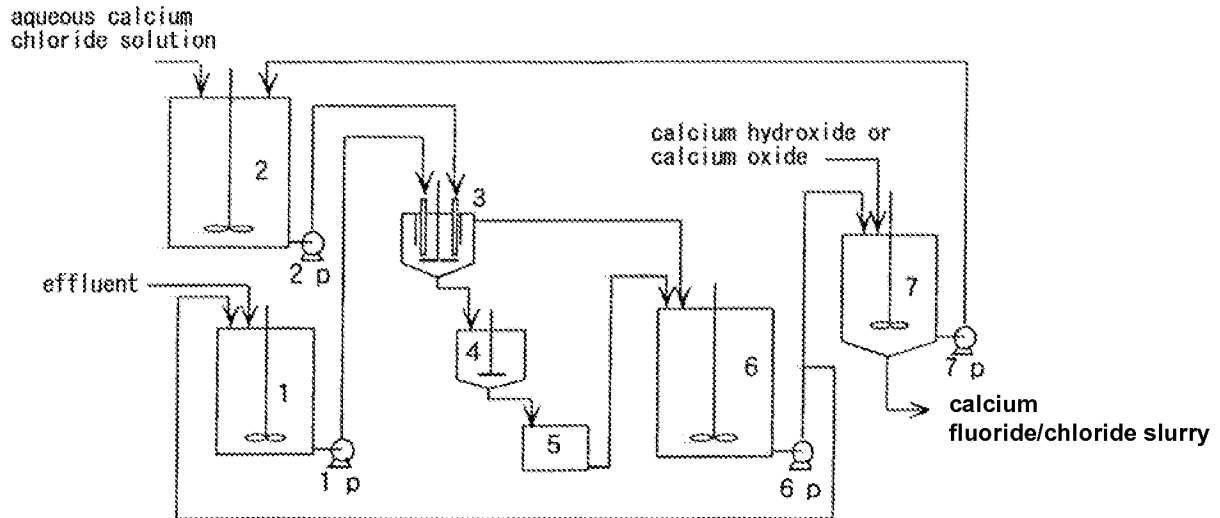 aqueous calcium
chloride solution
2
2 p
3
calcium hydroxide or
calcium oxide
7
7 p
effluent
1
1 p
4
5
6
6 p
calcium
fluoride/chloride slurry